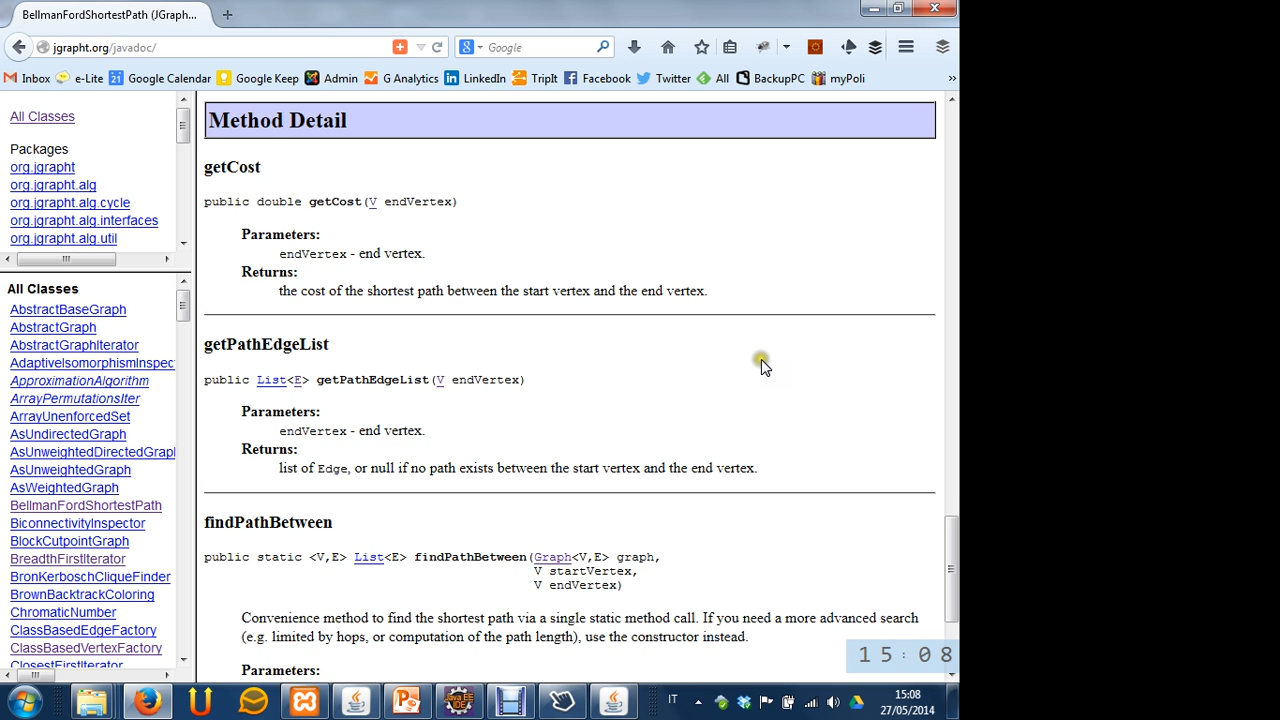 BellmanFordShortestPath (JGraph...
jgrapht.org/javadoc/
Google
Inbox e-Lite Google Calendar Google Keep Admin G Analytics LinkedIn TripIt Facebook Twitter All BackupPC myPoli
All Classes
Packages
org.jgrapht
org.jgrapht.alg
org.jgrapht.alg.cycle
org.jgrapht.alg.interfaces
org.jgrapht.alg.util
All Classes
AbstractBaseGraph
AbstractGraph
AbstractGraphIterator
AdaptiveIsomorphismInspec
ApproximationAlgorithm
ArrayPermutationsIter
ArrayUnenforcedSet
AsUndirectedGraph
AsUnweightedDirectedGrap
AsUnweightedGraph
AsWeightedGraph
BellmanFordShortestPath
BiconnectivityInspector
BlockCutpointGraph
BreadthFirstIterator
BronKerboschCliqueFinder
BrownBacktrackColoring
ChromaticNumber
ClassBasedEdgeFactory
ClassBasedVertexFactory
ClosestFirstIterator
Method Detail
getCost
public double getCost(V endVertex)
Parameters:
endVertex - end vertex.
Returns:
the cost of the shortest path between the start vertex and the end vertex.
getPathEdgeList
public List<E> getPathEdgeList(V endVertex)
Parameters:
endVertex - end vertex.
Returns:
list of Edge, or null if no path exists between the start vertex and the end vertex.
findPathBetween
public static <V,E> List<E> findPathBetween(Graph<V,E> graph,
V startVertex,
V endVertex)
Convenience method to find the shortest path via a single static method call. If you need a more advanced search
(e.g. limited by hops, or computation of the path length), use the constructor instead.
Parameters:
15:08
IT
15:08
27/05/2014